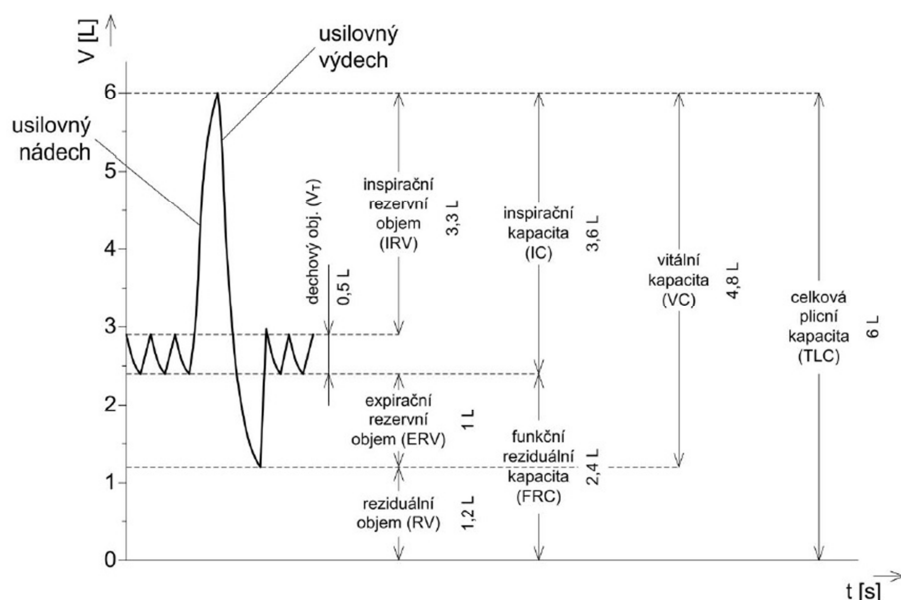 V [L]
usilovný
výdech
usilovný
nádech
6
5
4
3
2
1
0
dechový obj. (V_T)
0,5 L
inspirační
rezervní
objem
(IRV)
3,3 L
expirační
rezervní
objem (ERV)
1 L
reziduální
objem (RV)
1,2 L
inspirační
kapacita
(IC)
3,6 L
funkční
reziduální
kapacita
(FRC)
2,4 L
vitální
kapacita
(VC)
4,8 L
celková
plicní
kapacita
(TLC)
6 L
t [s]